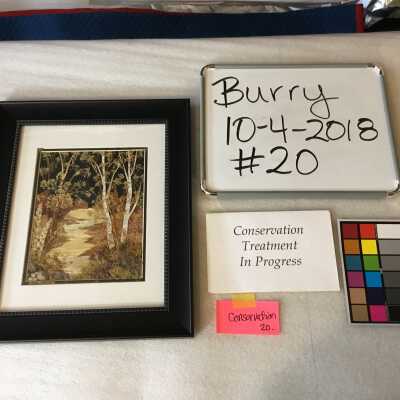 Burry
10-4-2018
#20
Conservation
Treatment
In Progress
Conservation
20